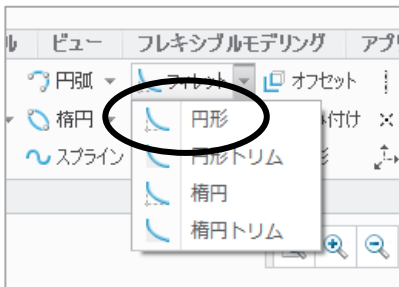 ル ビュー フレキシブルモデリング アプ
円弧 フィレット オフセット
楕円 円形 付け
スプライン 円形トリム
楕円
楕円トリム